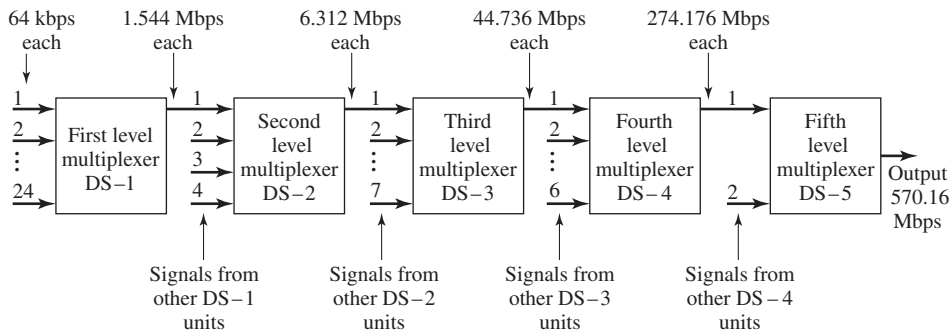 64 kbps each
1.544 Mbps each
6.312 Mbps each
44.736 Mbps each
274.176 Mbps each
1
2
⋮
24
First level
multiplexer
DS–1
1
2
3
4
Second
level
multiplexer
DS–2
1
2
⋮
7
Third
level
multiplexer
DS–3
1
2
⋮
6
Fourth
level
multiplexer
DS–4
1
2
Fifth
level
multiplexer
DS–5
Output
570.16
Mbps
Signals from
other DS–1
units
Signals from
other DS–2
units
Signals from
other DS–3
units
Signals from
other DS–4
units